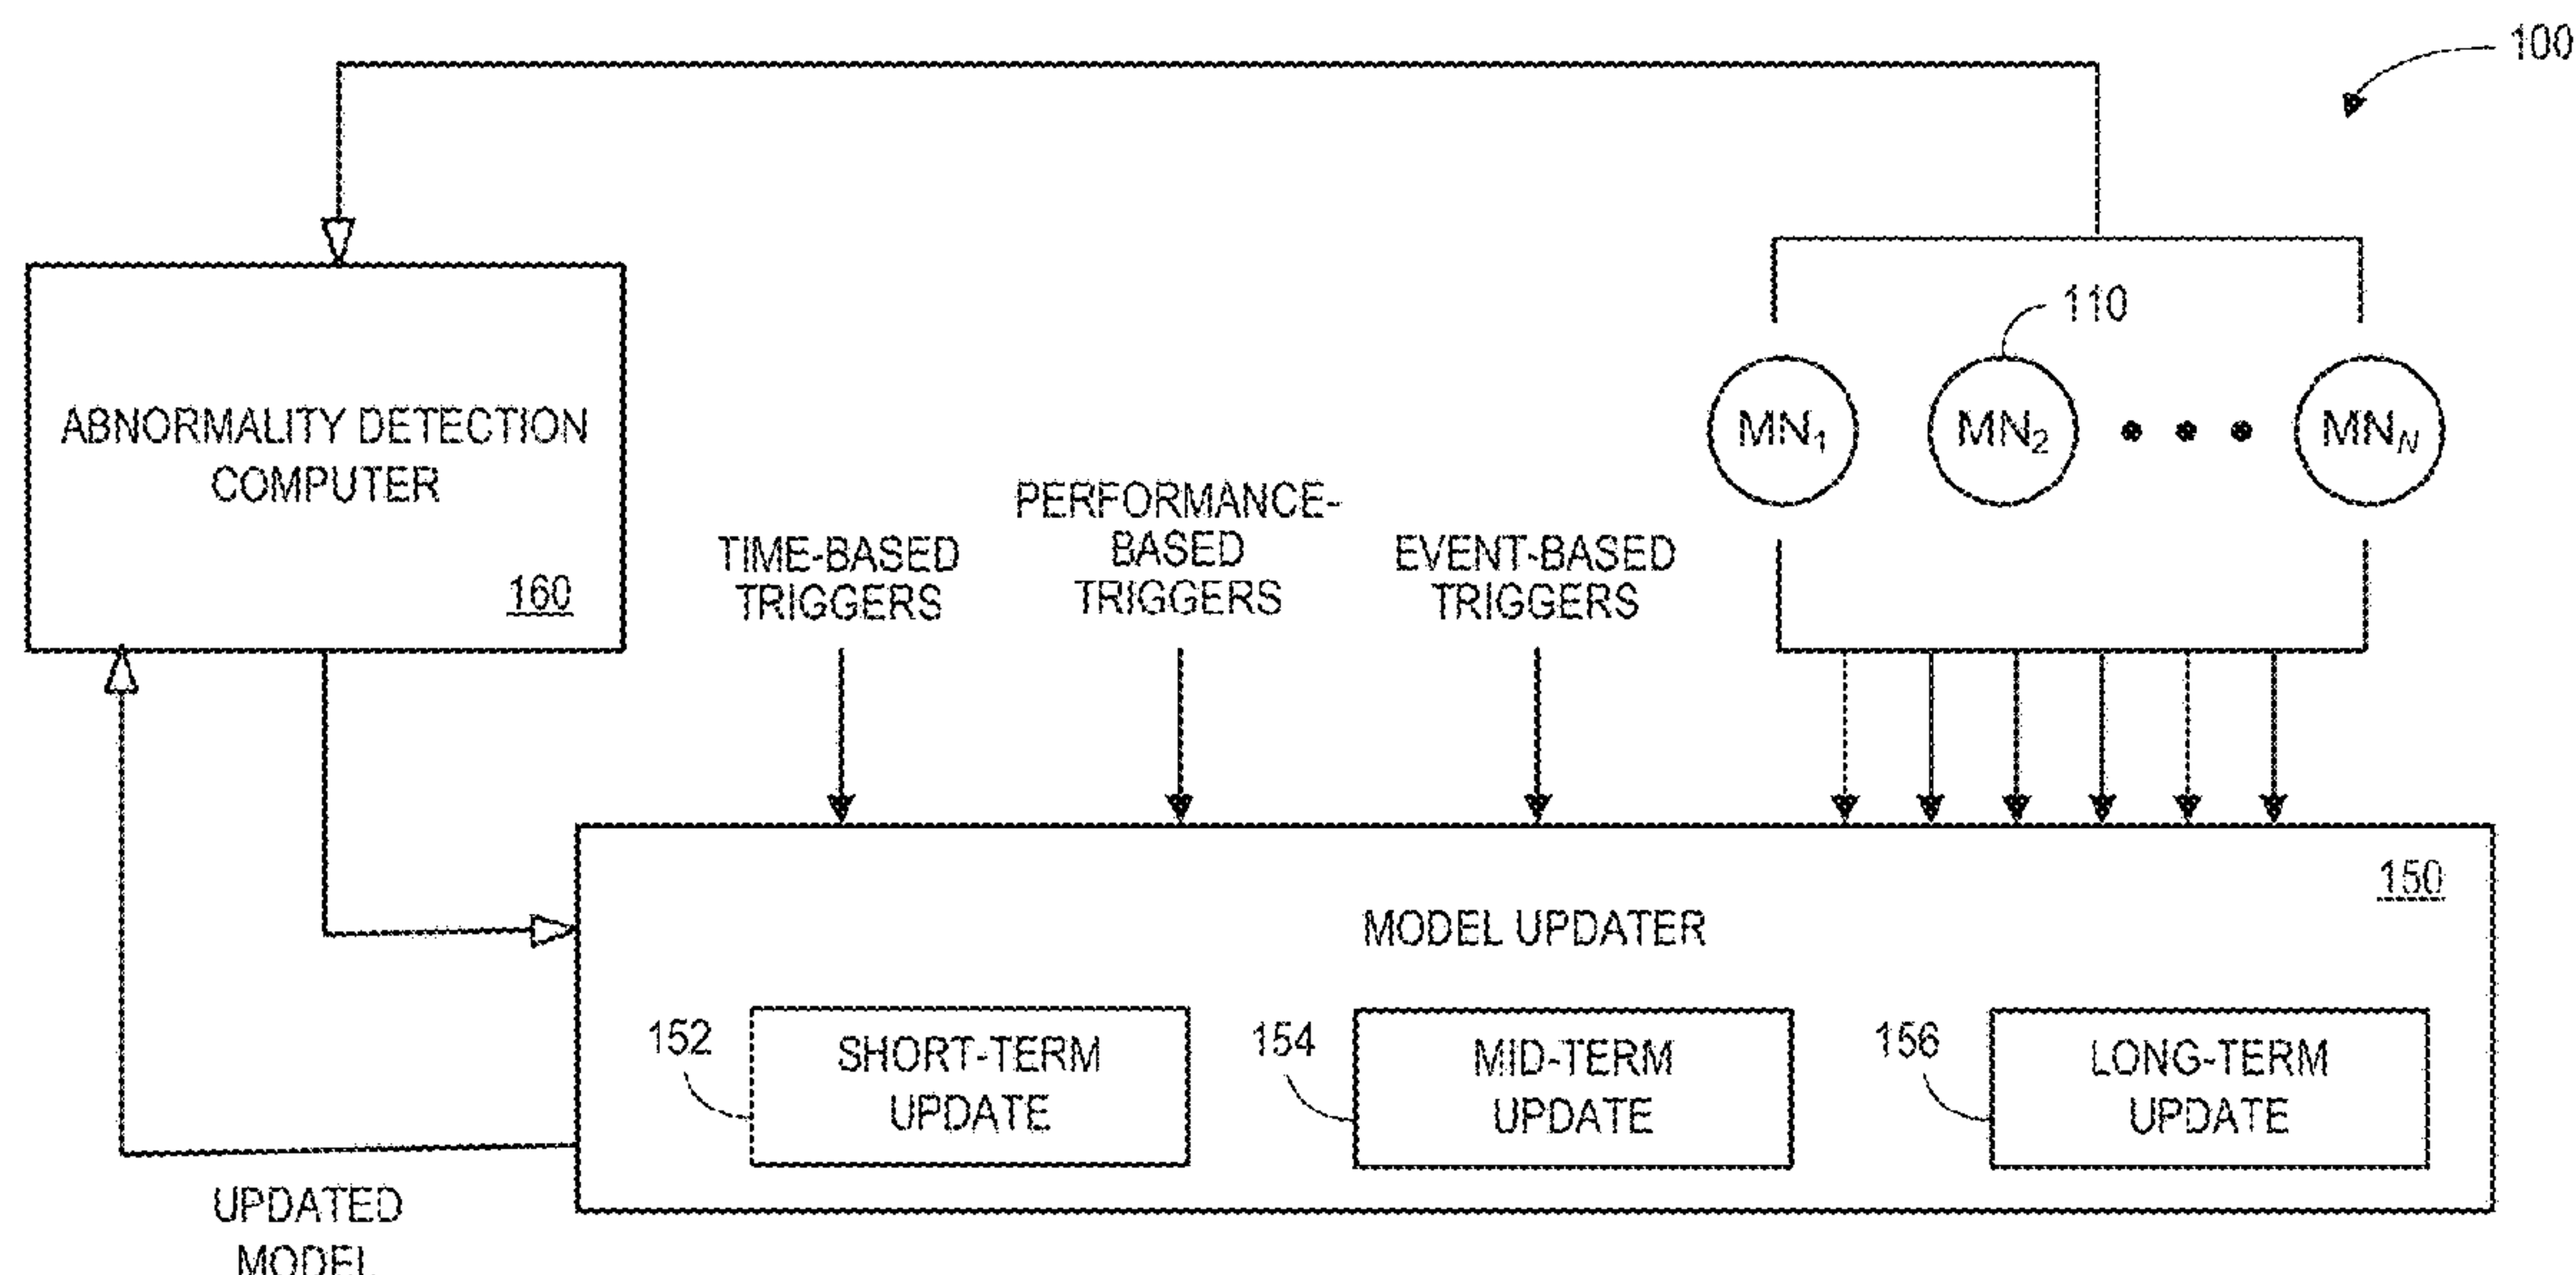 100
110
MN1
MN2
MNN
ABNORMALITY DETECTION
COMPUTER
160
TIME-BASED
TRIGGERS
PERFORMANCE-
BASED
TRIGGERS
EVENT-BASED
TRIGGERS
150
MODEL UPDATER
152
SHORT-TERM
UPDATE
154
MID-TERM
UPDATE
156
LONG-TERM
UPDATE
UPDATED
MODEL